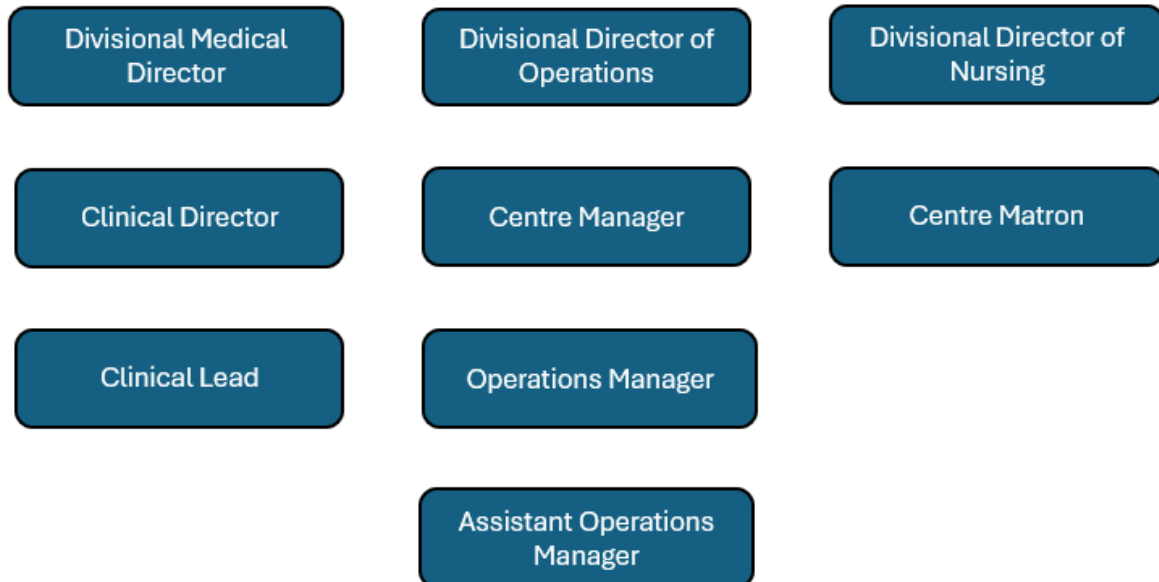 Divisional Medical
Director
Divisional Director of
Operations
Divisional Director of
Nursing
Clinical Director
Centre Manager
Centre Matron
Clinical Lead
Operations Manager
Assistant Operations
Manager